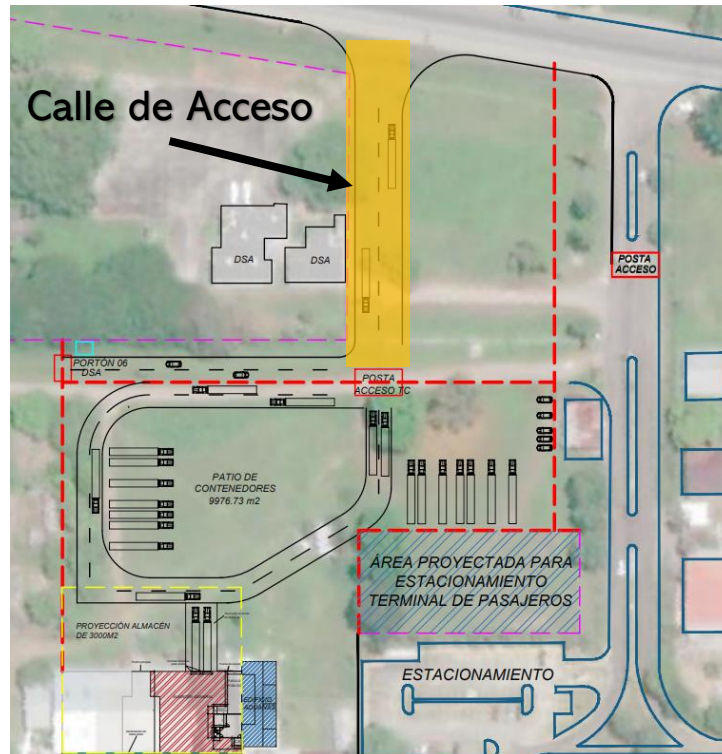 Calle de Acceso
DSA
DSA
POSTA
ACCESO
PORTÓN 06
DSA
POSTA
ACCESO TC
PATIO DE
CONTENEDORES
9976.73 m2
ÁREA PROYECTADA PARA
ESTACIONAMIENTO
TERMINAL DE PASAJEROS
PROYECCIÓN ALMACÉN
DE 3000M2
ESTACIONAMIENTO